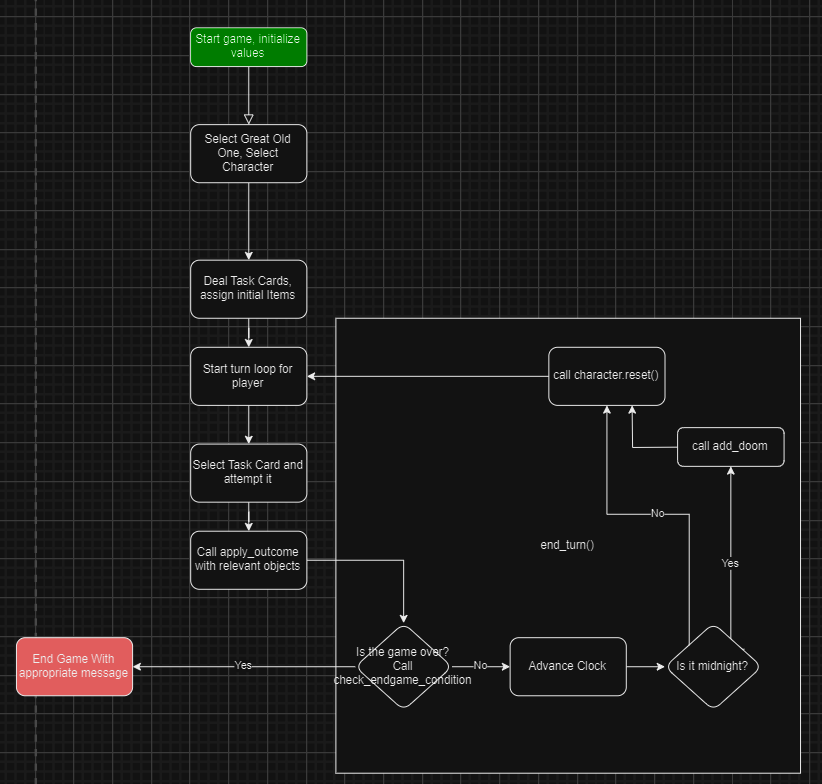 Start game, initialize
values
Select Great Old
One, Select
Character
Deal Task Cards,
assign initial Items
Start turn loop for
player
call character.reset()
call add_doom
Select Task Card and
attempt it
No
Call apply_outcome
with relevant objects
end_turn()
Yes
End Game With
appropriate message
Yes
Is the game over?
Call
check_endgame_condition
No
Advance Clock
Is it midnight?